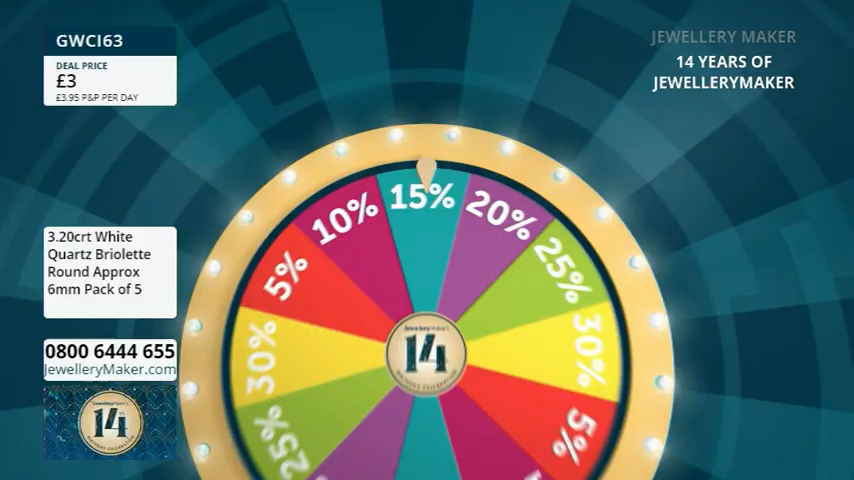 GWCI63
DEAL PRICE
£3
£3.95 P&P PER DAY
JEWELLERY MAKER
14 YEARS OF
JEWELLERYMAKER
15%
10%
20%
5%
25%
30%
30%
25%
5%
14
3.20crt White
Quartz Briolette
Round Approx
6mm Pack of 5
0800 6444 655
JewelleryMaker.com
14